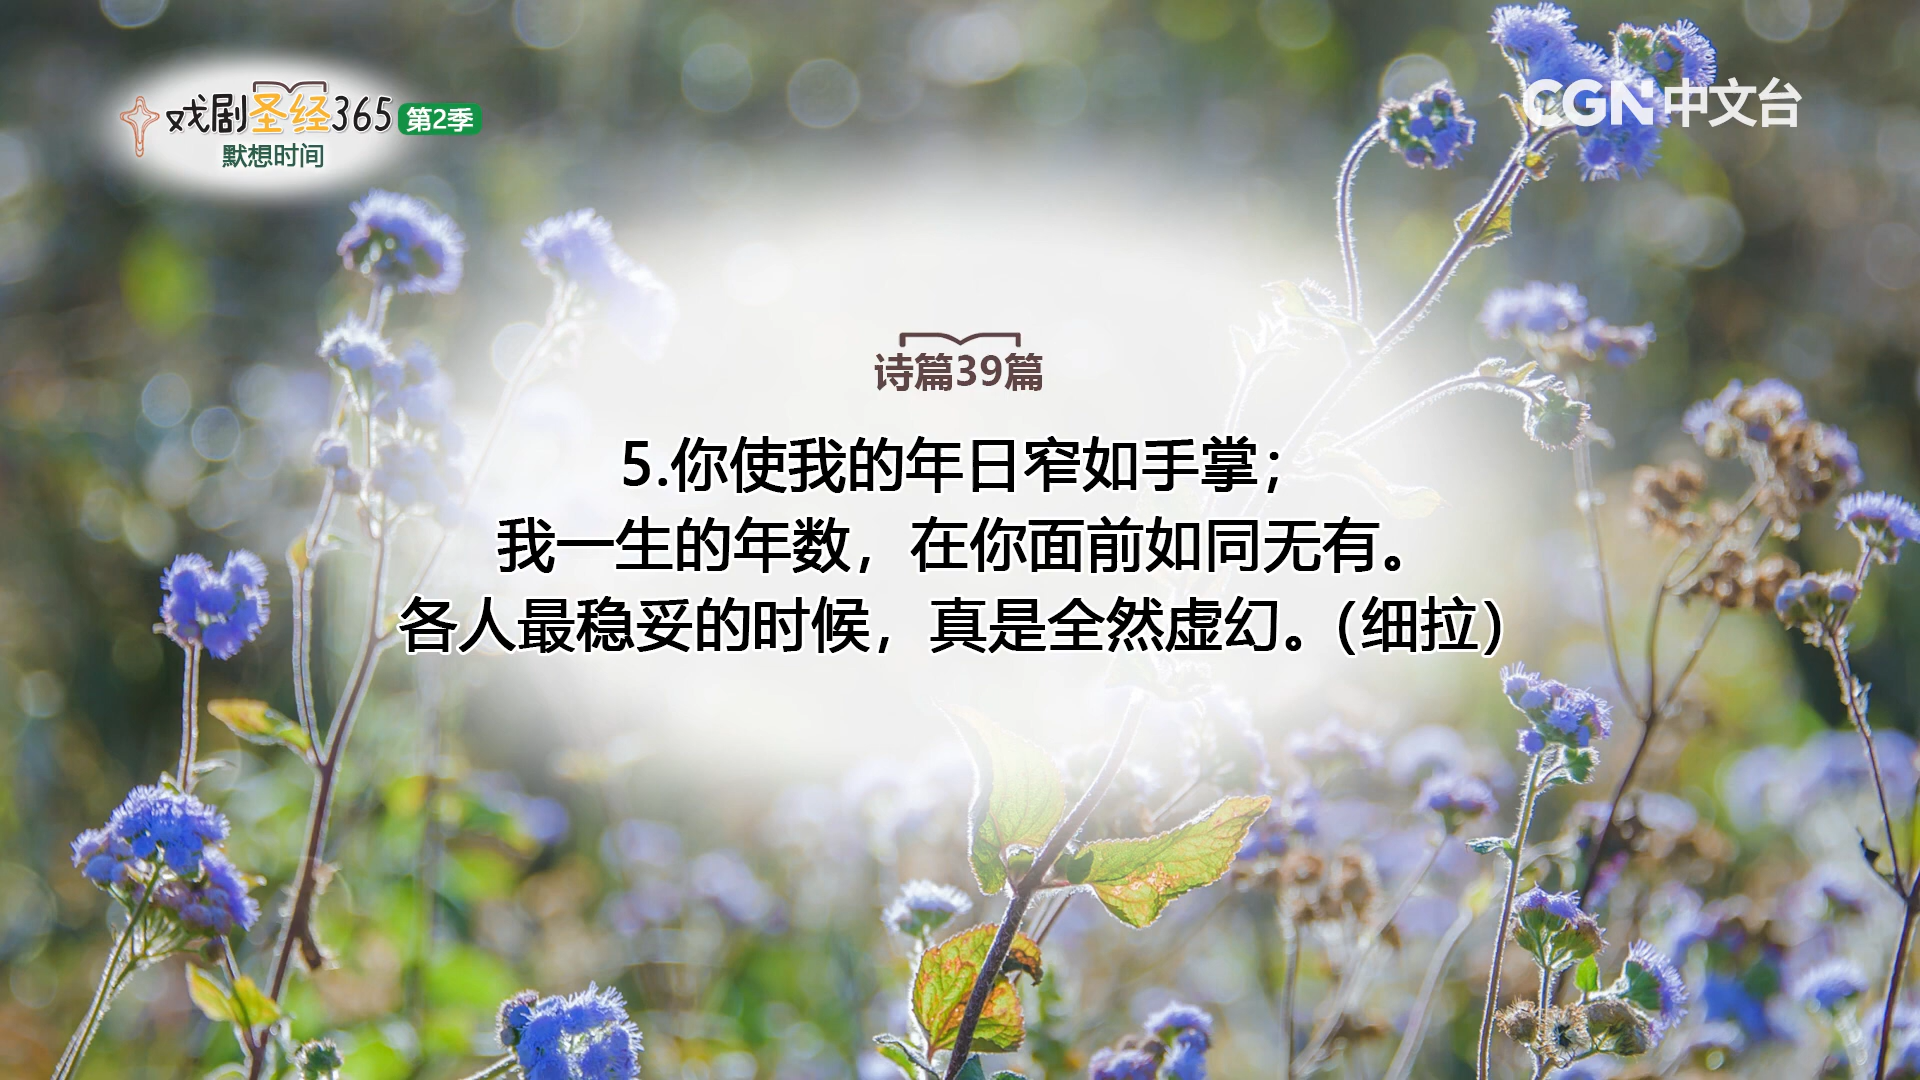 戏剧圣经365 第2季
默想时间
CGN中文台
诗篇39篇
5.你使我的年日窄如手掌；
我一生的年数，在你面前如同无有。
各人最稳妥的时候，真是全然虚幻。（细拉）